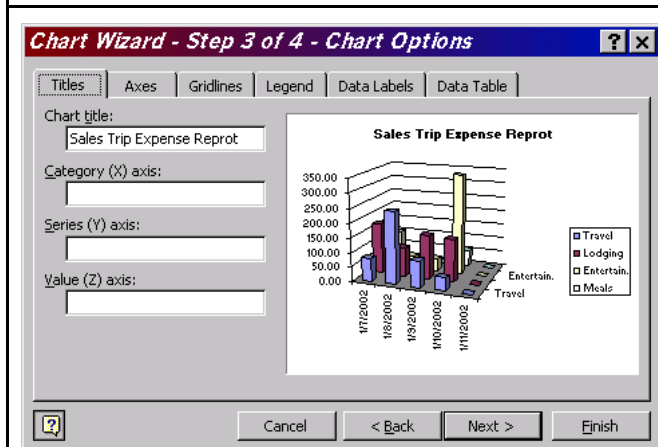 Chart Wizard - Step 3 of 4 - Chart Options
Titles Axes Gridlines Legend Data Labels Data Table
Chart title:
Sales Trip Expense Reprot
Category (X) axis:
Series (Y) axis:
Value (Z) axis:
Sales Trip Expense Reprot
350.00
300.00
250.00
200.00
150.00
100.00
50.00
0.00
1/7/2002
1/8/2002
1/9/2002
1/10/2002
1/11/2002
Entertain.
Travel
Travel
Lodging
Entertain.
Meals
Cancel < Back Next > Finish